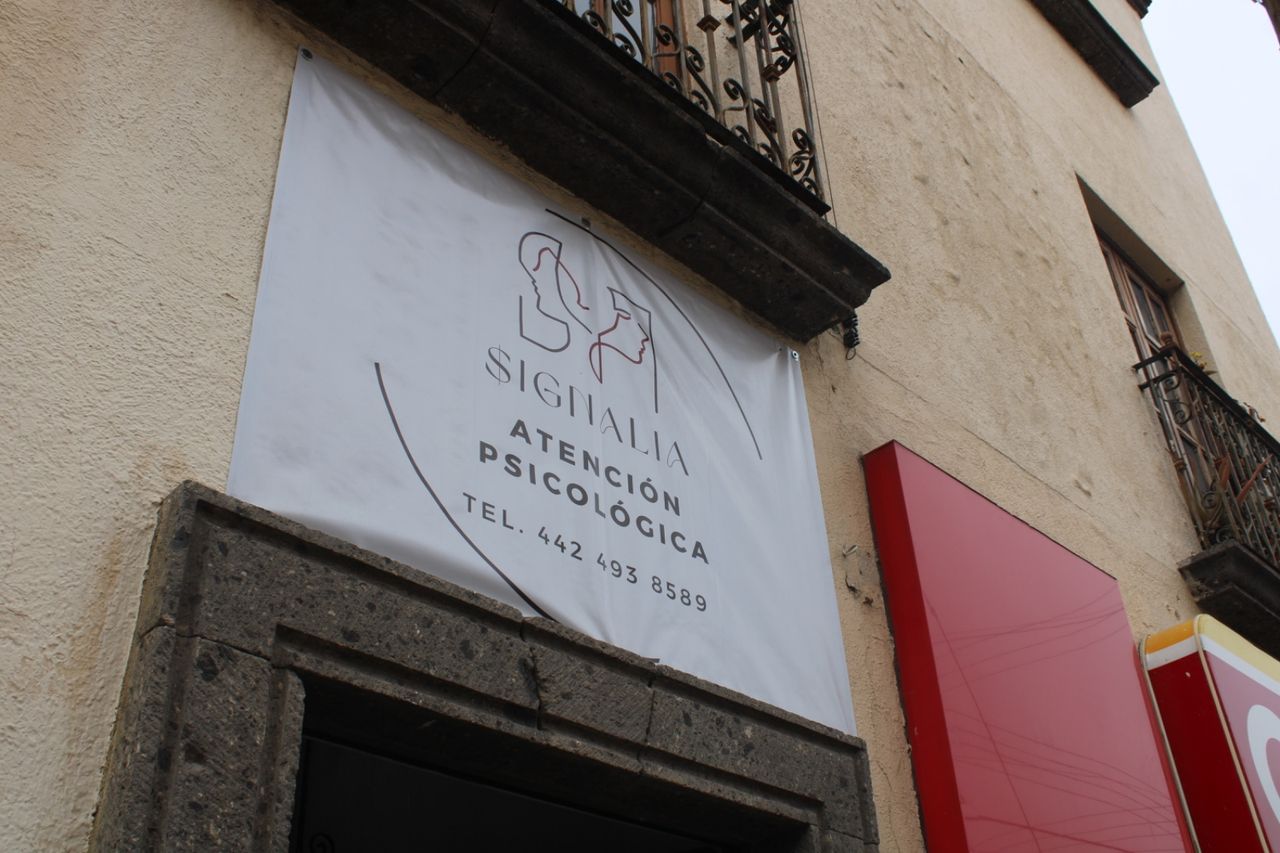 SIGNALIA
ATENCIÓN
PSICOLÓGICA
TEL. 442 493 8589